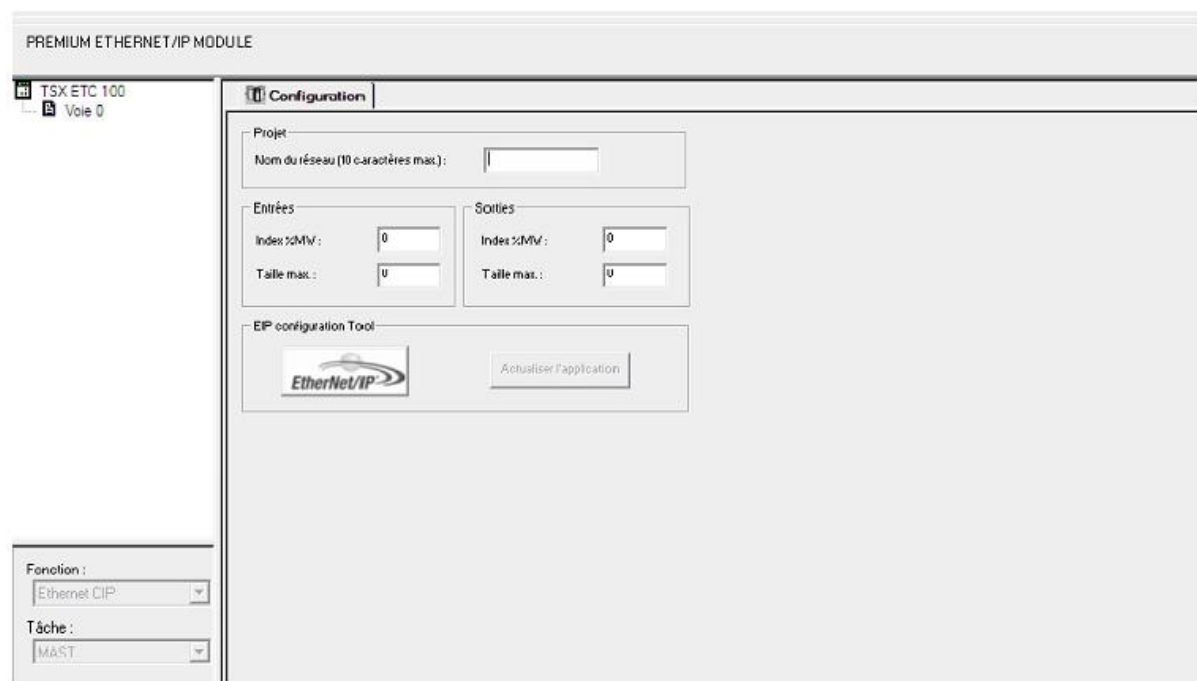 PREMIUM ETHERNET/IP MODULE
TSX ETC 100
Voie 0
Configuration
Projet
Nom du réseau (10 caractères max.) :
Entrées
Index %MW : 0
Taille max. : 0
Sorties
Index %MW : 0
Taille max. : 0
EIP configuration Tool
EtherNet/IP
Actualiser l'application
Fonction :
Ethernet CIP
Tâche :
MAST